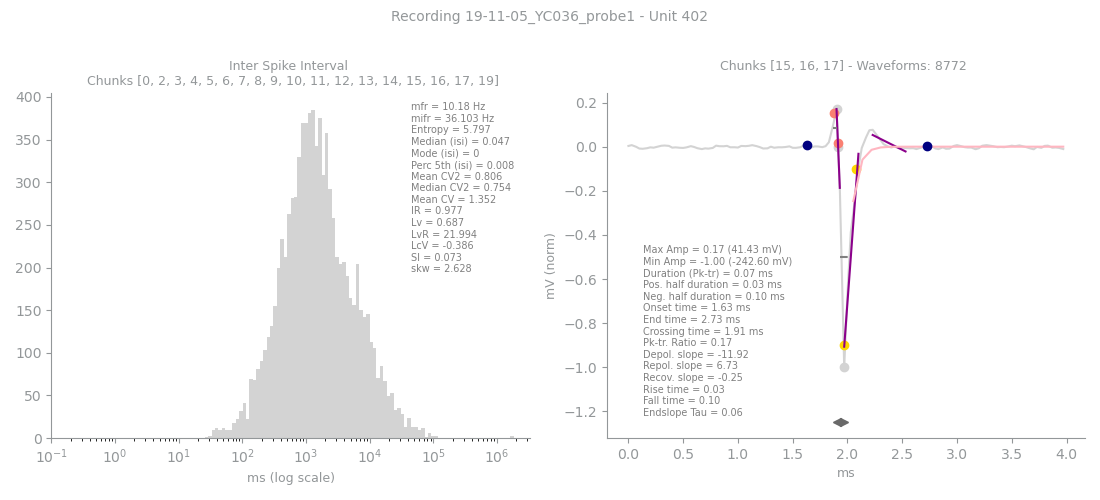 Recording 19-11-05_YC036_probe1 - Unit 402
Inter Spike Interval
Chunks [0, 2, 3, 4, 5, 6, 7, 8, 9, 10, 11, 12, 13, 14, 15, 16, 17, 19]
400
350
300
250
200
150
100
50
0
mfr = 10.18 Hz
mifr = 36.103 Hz
Entropy = 5.797
Median (isi) = 0.047
Mode (isi) = 0
Perc 5th (isi) = 0.008
Mean CV2 = 0.806
Median CV2 = 0.754
Mean CV = 1.352
IR = 0.977
Lv = 0.687
LvR = 21.994
LcV = -0.386
SI = 0.073
skw = 2.628
10⁻¹ 10⁰ 10¹ 10² 10³ 10⁴ 10⁵ 10⁶
ms (log scale)
Chunks [15, 16, 17] - Waveforms: 8772
mV (norm)
0.2
0.0
−0.2
−0.4
−0.6
−0.8
−1.0
−1.2
Max Amp = 0.17 (41.43 mV)
Min Amp = -1.00 (-242.60 mV)
Duration (Pk-tr) = 0.07 ms
Pos. half duration = 0.03 ms
Neg. half duration = 0.10 ms
Onset time = 1.63 ms
End time = 2.73 ms
Crossing time = 1.91 ms
Pk-tr. Ratio = 0.17
Depol. slope = -11.92
Repol. slope = 6.73
Recov. slope = -0.25
Rise time = 0.03
Fall time = 0.10
Endslope Tau = 0.06
0.0 0.5 1.0 1.5 2.0 2.5 3.0 3.5 4.0
ms